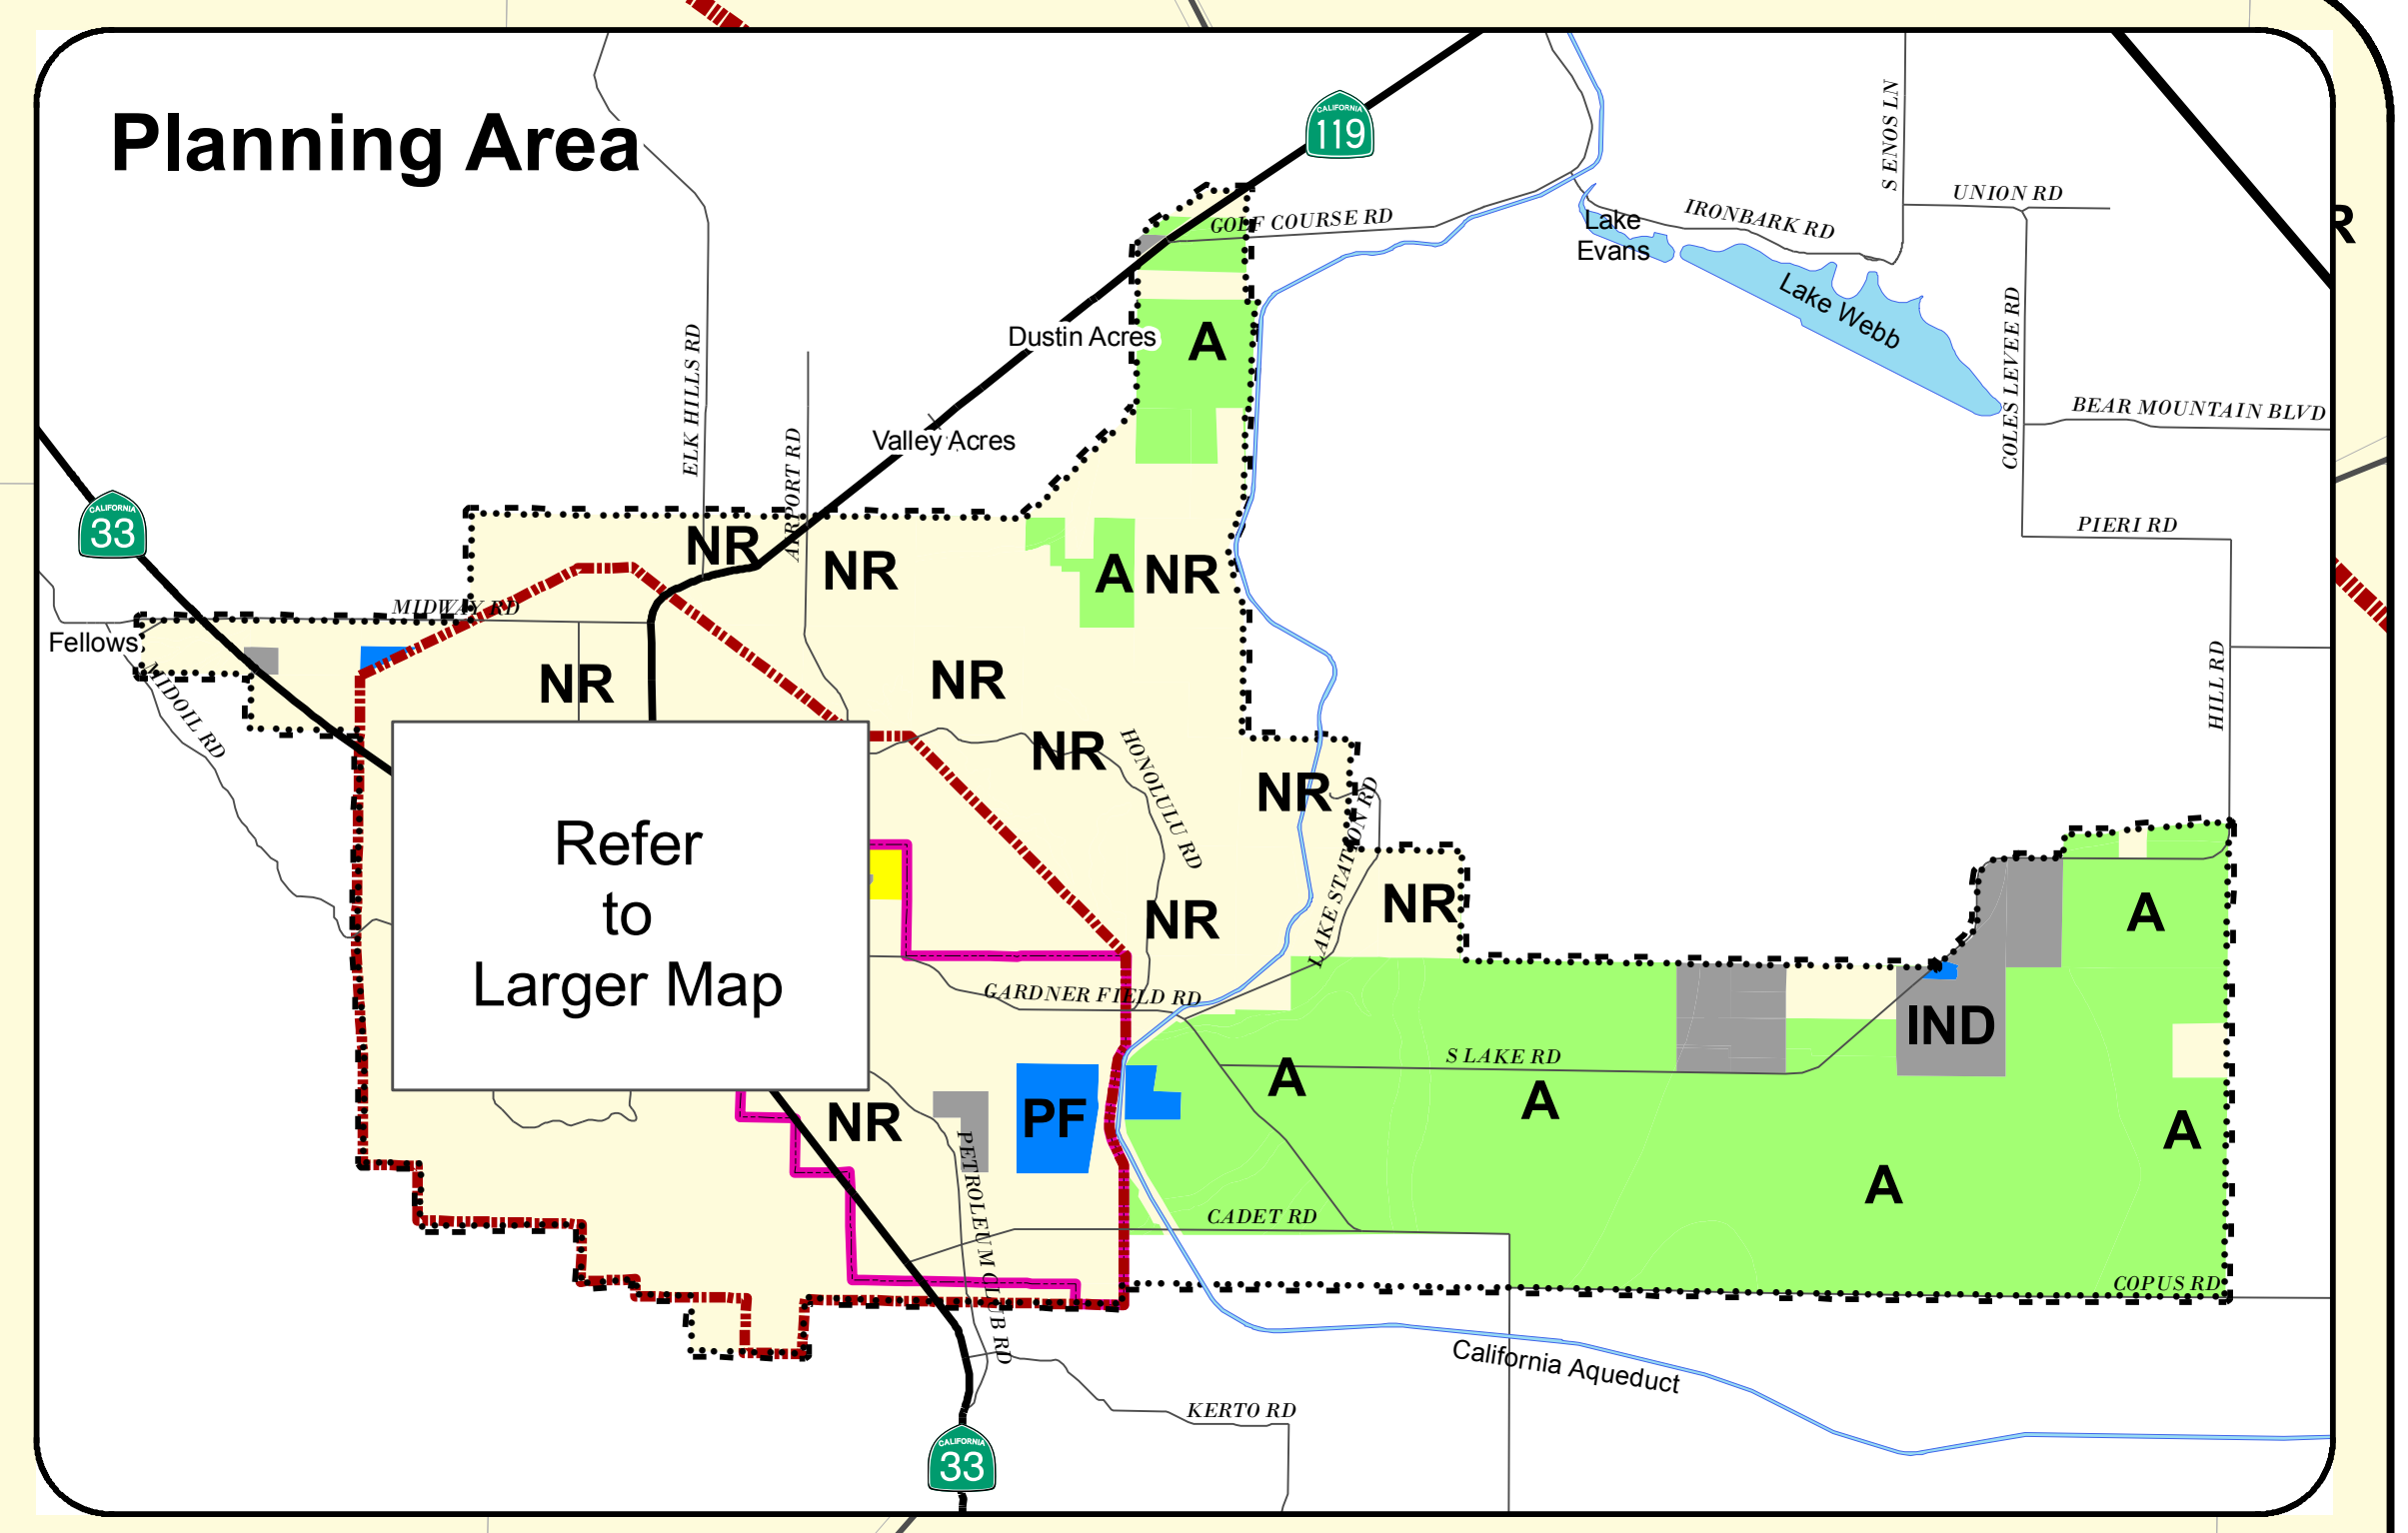 Planning Area
CALIFORNIA
119
S ENOS LN
UNION RD
GOLF COURSE RD
Lake
Evans
IRONBARK RD
R
Lake Webb
Dustin Acres
A
COLES LEVEE RD
ELK HILLS RD
BEAR MOUNTAIN BLVD
Valley Acres
AIRPORT RD
CALIFORNIA
33
PIERI RD
NR
NR
A
NR
MIDWAY RD
Fellows
MIDOIL RD
NR
NR
HILL RD
NR
HONOLULU RD
NR
LAKE STATION RD
Refer
to
Larger Map
NR
NR
A
GARDNER FIELD RD
IND
S LAKE RD
A
A
NR
PF
A
PETROLEUM CLUB RD
A
CADET RD
COPUS RD
California Aqueduct
KERTO RD
CALIFORNIA
33